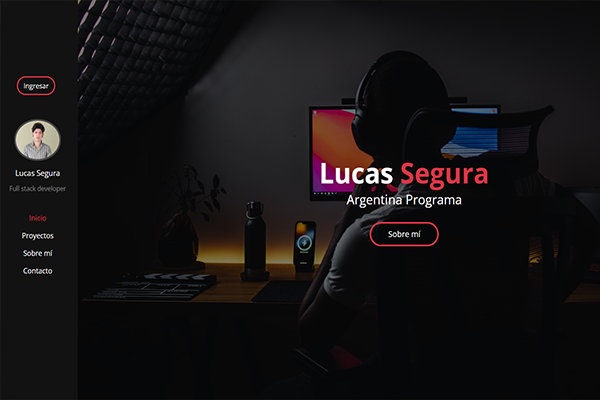 Ingresar
Lucas Segura
Full stack developer
Inicio
Proyectos
Sobre mí
Contacto
Lucas Segura
Argentina Programa
Sobre mí